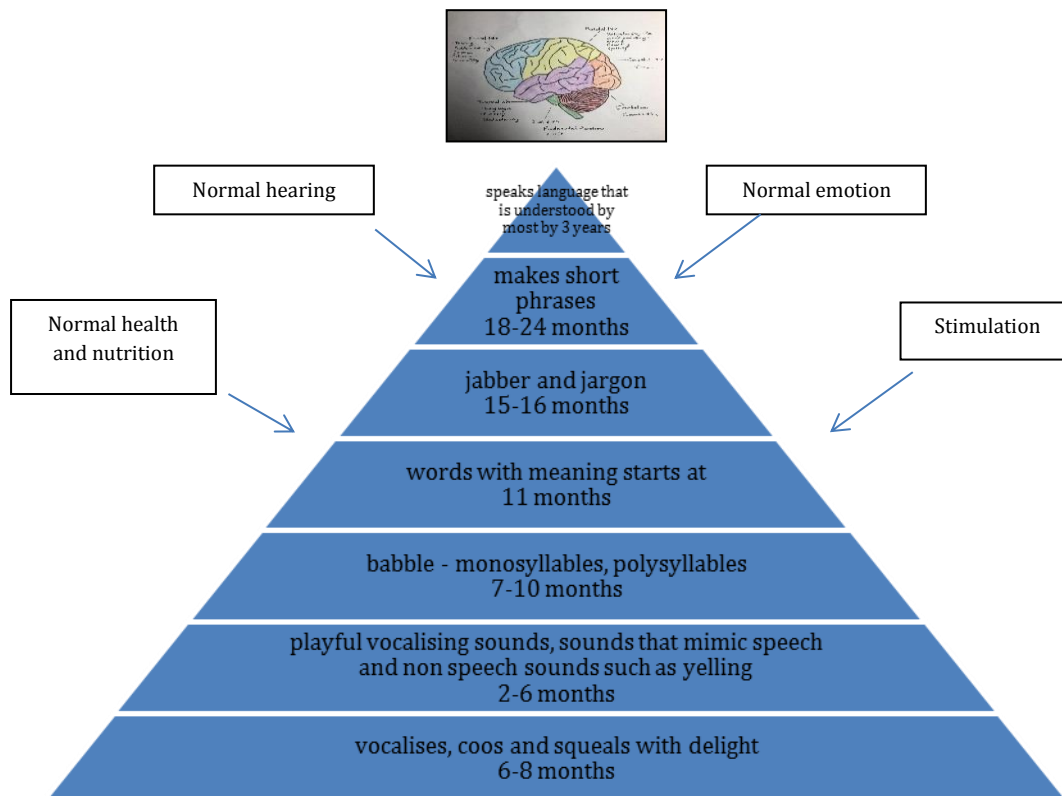 Normal hearing
Normal emotion
speaks language that
is understood by
most by 3 years
makes short
phrases
18-24 months
Normal health
and nutrition
Stimulation
jabber and jargon
15-16 months
words with meaning starts at
11 months
babble - monosyllables, polysyllables
7-10 months
playful vocalising sounds, sounds that mimic speech
and non speech sounds such as yelling
2-6 months
vocalises, coos and squeals with delight
6-8 months